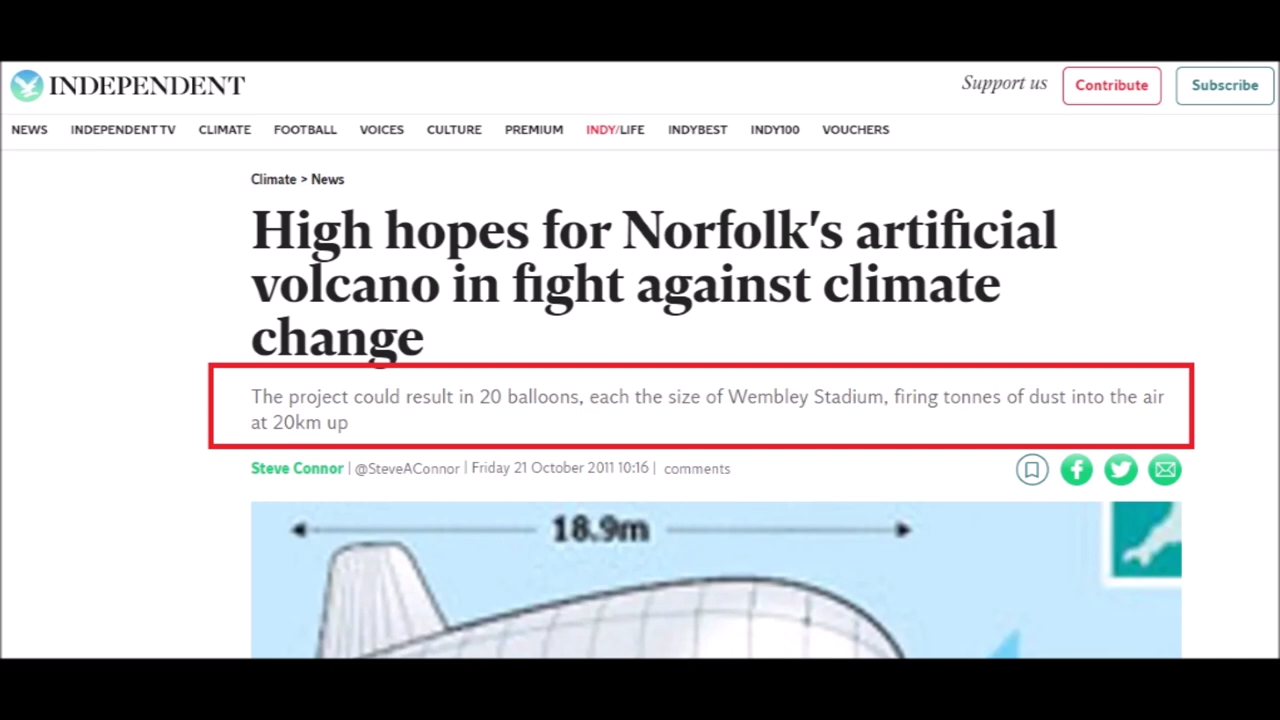 INDEPENDENT
Support us
Contribute
Subscribe
NEWS INDEPENDENT TV CLIMATE FOOTBALL VOICES CULTURE PREMIUM INDY/LIFE INDYBEST INDY100 VOUCHERS
Climate > News
High hopes for Norfolk's artificial
volcano in fight against climate
change
The project could result in 20 balloons, each the size of Wembley Stadium, firing tonnes of dust into the air
at 20km up
Steve Connor | @SteveAConnor | Friday 21 October 2011 10:16 | comments
18.9m